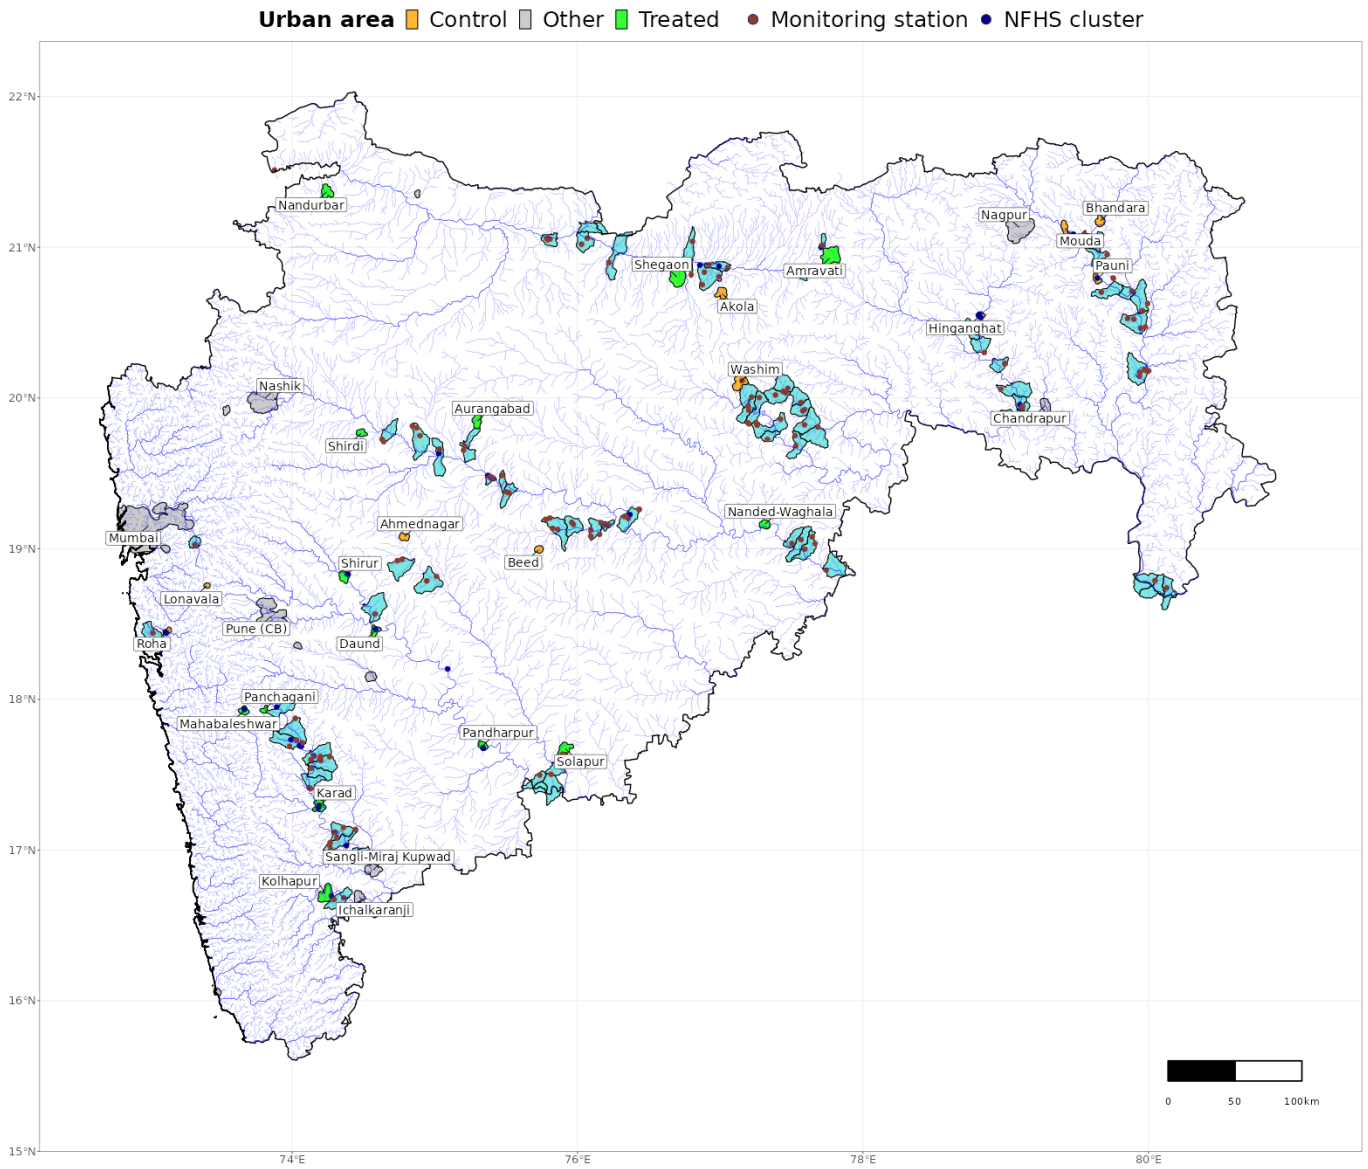 Urban area Control Other Treated Monitoring station NFHS cluster
22°N
Nandurbar
Bhandara
Nagpur
Mouda
21°N
Shegaon
Pauni
Amravati
Akola
Hinganghat
Washim
Nashik
20°N
Aurangabad
Chandrapur
Shirdi
Nanded-Waghala
Ahmednagar
Mumbai
19°N
Beed
Shirur
Lonavala
Pune (CB)
Roha
Daund
18°N
Panchagani
Mahabaleshwar
Pandharpur
Solapur
Karad
17°N
Sangli-Miraj Kupwad
Kolhapur
Ichalkaranji
16°N
0 50 100km
15°N
74°E 76°E 78°E 80°E